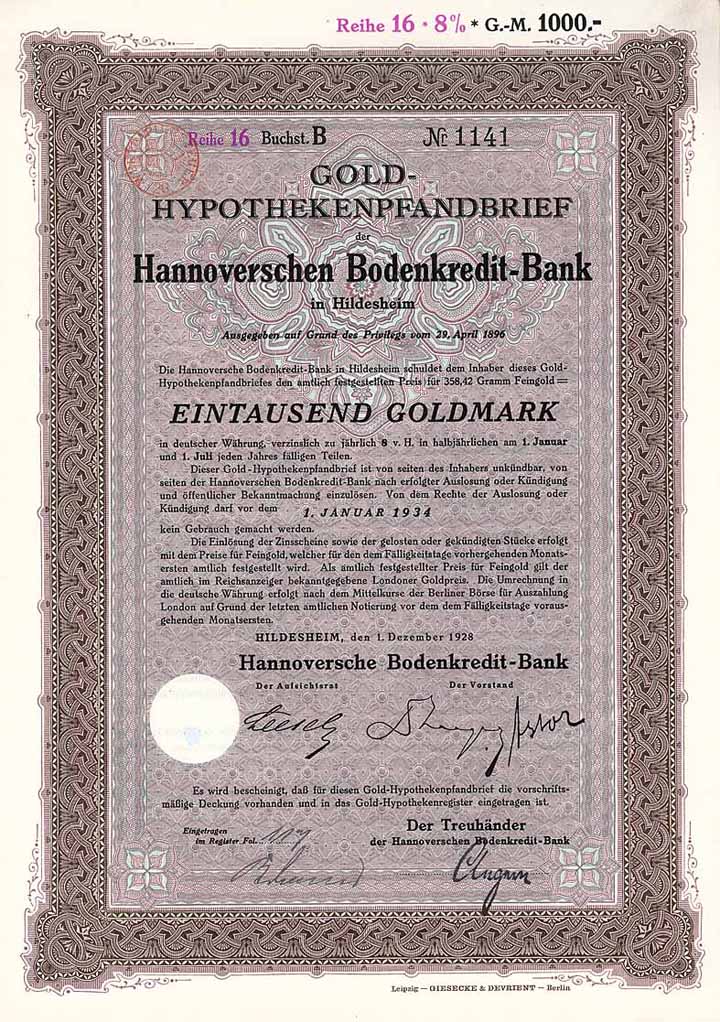 Reihe 16 * 8% * G.-M. 1000,-
Reihe 16 Buchst. B № 1141
GOLD-
HYPOTHEKENPFANDBRIEF
der
Hannoverschen Bodenkredit-Bank
in Hildesheim
Ausgegeben auf Grund des Privilegs vom 29. April 1896
Die Hannoversche Bodenkredit-Bank in Hildesheim schuldet dem Inhaber dieses Gold-
Hypothekenpfandbriefes den amtlich festgestellten Preis für 358,42 Gramm Feingold =
EINTAUSEND GOLDMARK
in deutscher Währung, verzinslich zu jährlich 8 v. H. in halbjährlichen am 1. Januar
und 1. Juli jeden Jahres fälligen Teilen.
Dieser Gold-Hypothekenpfandbrief ist von seiten des Inhabers unkündbar, von
seiten der Hannoverschen Bodenkredit-Bank nach erfolgter Auslosung oder Kündigung
und öffentlicher Bekanntmachung einzulösen. Von dem Rechte der Auslosung oder
Kündigung darf vor dem 1. JANUAR 1934
kein Gebrauch gemacht werden.
Die Einlösung der Zinsscheine sowie der gelosten oder gekündigten Stücke erfolgt
mit dem Preise für Feingold, welcher für den dem Fälligkeitstage vorhergehenden Monats-
ersten amtlich festgestellt wird. Als amtlich festgestellter Preis für Feingold gilt der
amtlich im Reichsanzeiger bekanntgegebene Londoner Goldpreis. Die Umrechnung in
die deutsche Währung erfolgt nach dem Mittelkurse der Berliner Börse für Auszahlung
London auf Grund der letzten amtlichen Notierung vor dem dem Fälligkeitstage voraus-
gehenden Monatsersten.
HILDESHEIM, den 1. Dezember 1928
Hannoversche Bodenkredit-Bank
Der Aufsichtsrat Der Vorstand
Es wird bescheinigt, daß für diesen Gold-Hypothekenpfandbrief die vorschrifts-
mäßige Deckung vorhanden und in das Gold-Hypothekenregister eingetragen ist.
Eingetragen
im Register Fol.
Der Treuhänder
der Hannoverschen Bodenkredit-Bank
Leipzig — GIESECKE & DEVRIENT — Berlin